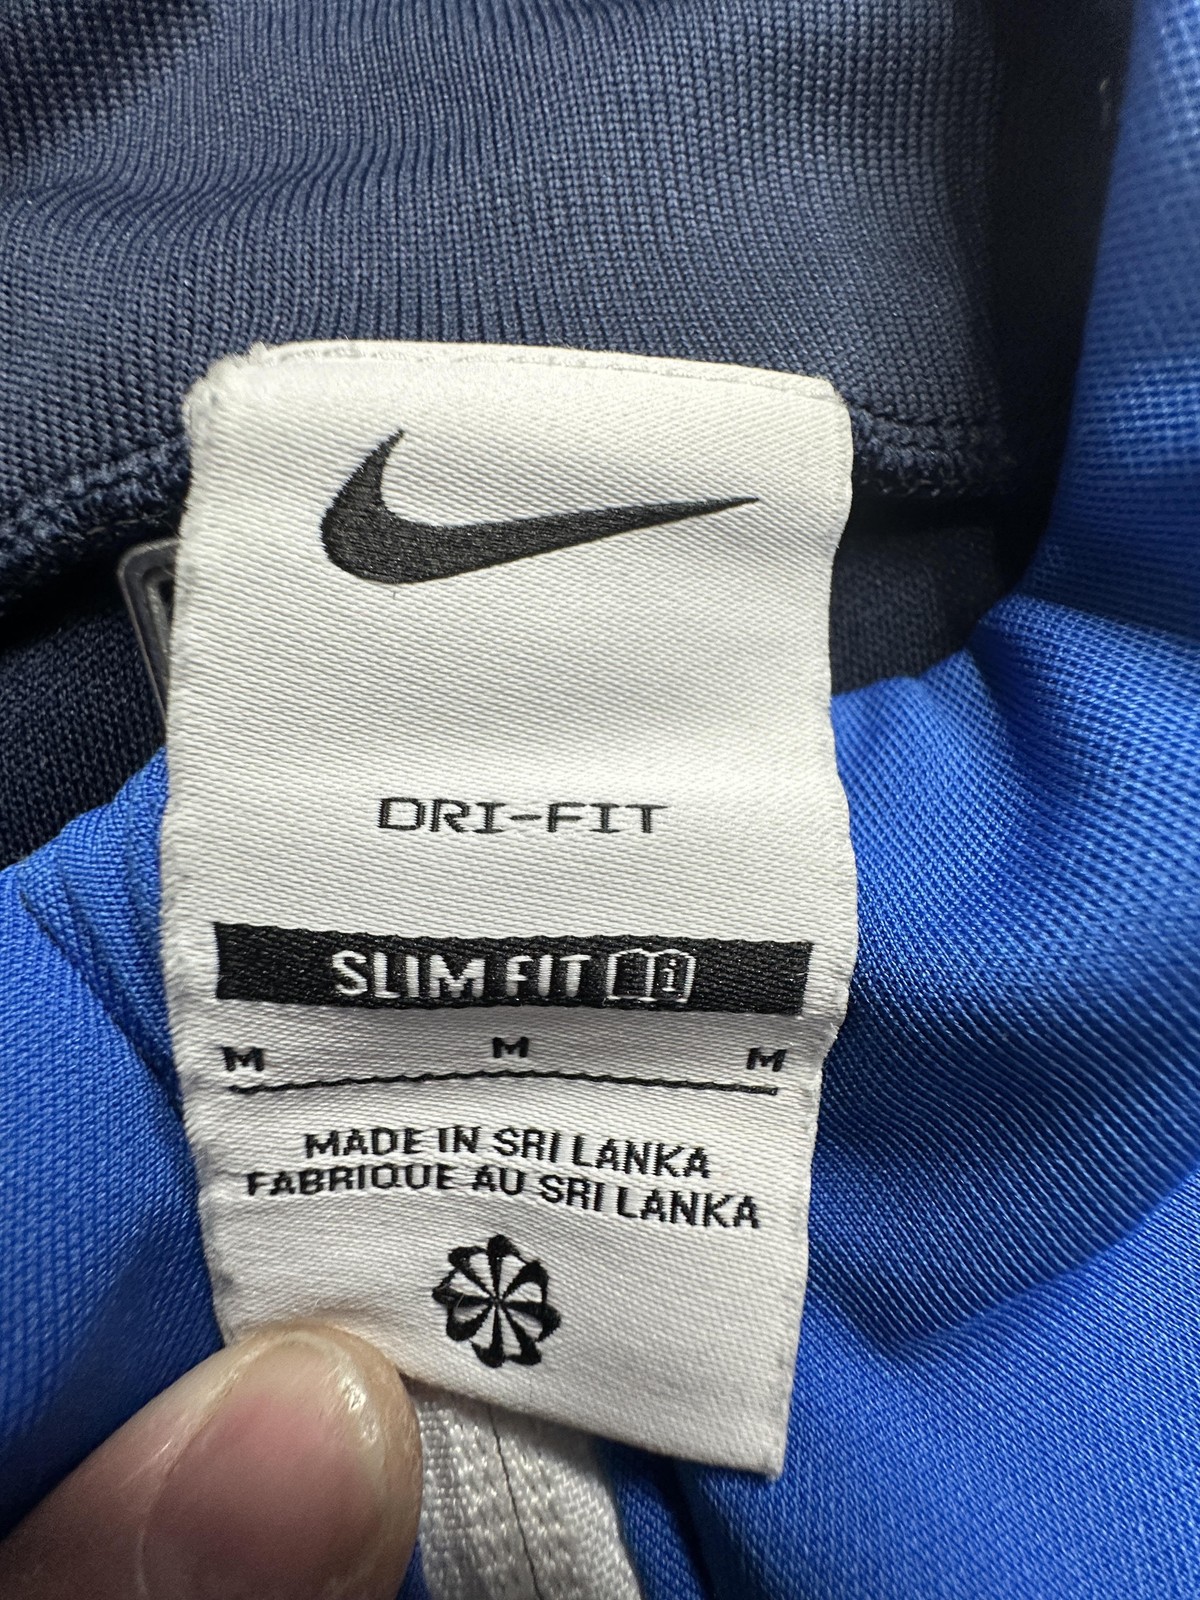 DRI-FIT
SLIM FIT i
M M M
MADE IN SRI LANKA
FABRIQUE AU SRI LANKA